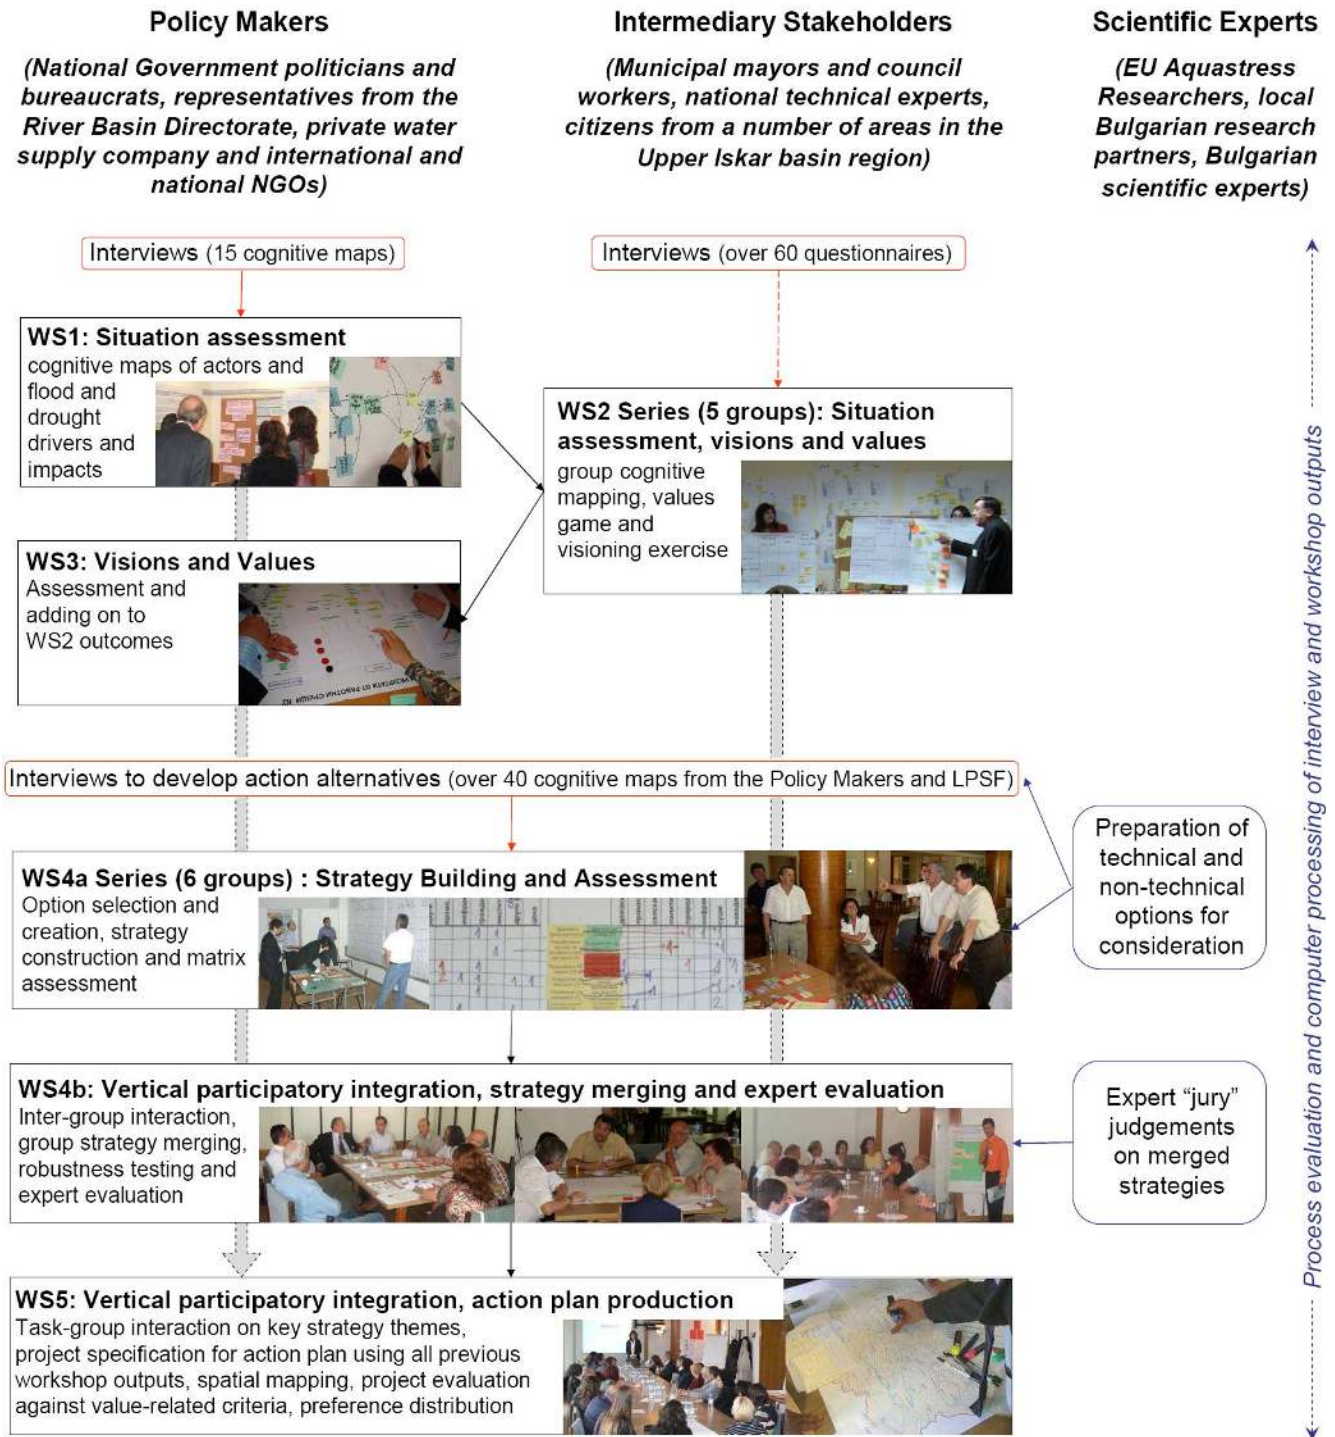 Policy Makers
(National Government politicians and
bureaucrats, representatives from the
River Basin Directorate, private water
supply company and international and
national NGOs)
Intermediary Stakeholders
(Municipal mayors and council
workers, national technical experts,
citizens from a number of areas in the
Upper Iskar basin region)
Scientific Experts
(EU Aquastress
Researchers, local
Bulgarian research
partners, Bulgarian
scientific experts)
Interviews (15 cognitive maps)
Interviews (over 60 questionnaires)
WS1: Situation assessment
cognitive maps of actors and
flood and
drought
drivers and
impacts
WS2 Series (5 groups): Situation
assessment, visions and values
group cognitive
mapping, values
game and
visioning exercise
WS3: Visions and Values
Assessment and
adding on to
WS2 outcomes
Interviews to develop action alternatives (over 40 cognitive maps from the Policy Makers and LPSF)
Preparation of
technical and
non-technical
options for
consideration
WS4a Series (6 groups) : Strategy Building and Assessment
Option selection and
creation, strategy
construction and matrix
assessment
WS4b: Vertical participatory integration, strategy merging and expert evaluation
Inter-group interaction,
group strategy merging,
robustness testing and
expert evaluation
Expert “jury”
judgements
on merged
strategies
WS5: Vertical participatory integration, action plan production
Task-group interaction on key strategy themes,
project specification for action plan using all previous
workshop outputs, spatial mapping, project evaluation
against value-related criteria, preference distribution
Process evaluation and computer processing of interview and workshop outputs